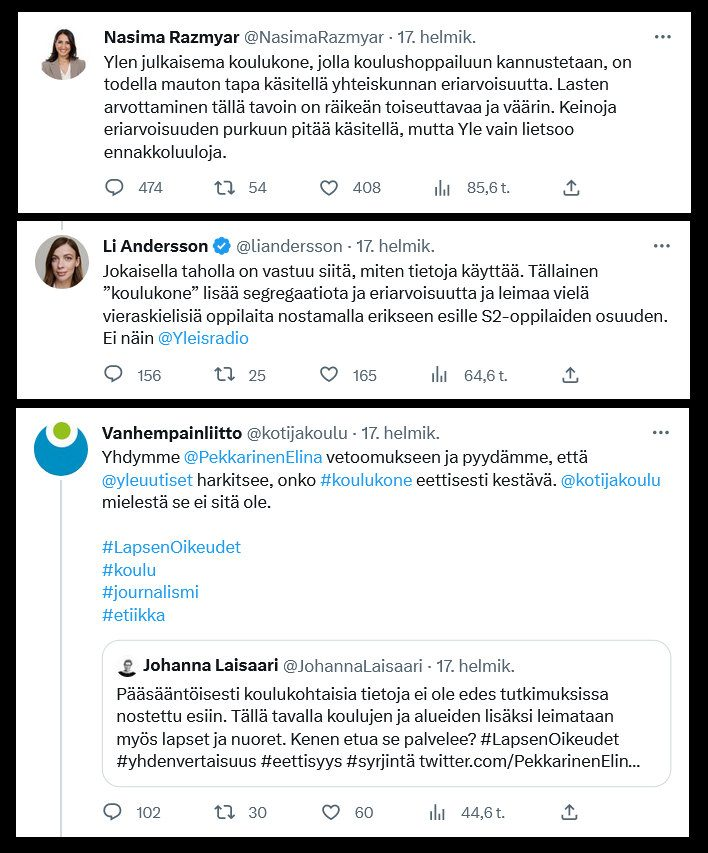 Nasima Razmyar @NasimaRazmyar · 17. helmik.
Ylen julkaisema koulukone, jolla koulushoppailuun kannustetaan, on
todella mauton tapa käsitellä yhteiskunnan eriarvoisuutta. Lasten
arvottaminen tällä tavoin on räikeän toiseuttavaa ja väärin. Keinoja
eriarvoisuuden purkuun pitää käsitellä, mutta Yle vain lietsoo
ennakkoluuloja.
474 54 408 85,6 t.
Li Andersson @liandersson · 17. helmik.
Jokaisella taholla on vastuu siitä, miten tietoja käyttää. Tällainen
”koulukone” lisää segregaatiota ja eriarvoisuutta ja leimaa vielä
vieraskielisiä oppilaita nostamalla erikseen esille S2-oppilaiden osuuden.
Ei näin @Yleisradio
156 25 165 64,6 t.
Vanhempainliitto @kotijakoulu · 17. helmik.
Yhdymme @PekkarinenElina vetoomukseen ja pyydämme, että
@yleuutiset harkitsee, onko #koulukone eettisesti kestävä. @kotijakoulu
mielestä se ei sitä ole.
#LapsenOikeudet
#koulu
#journalismi
#etiikka
Johanna Laisaari @JohannaLaisaari · 17. helmik.
Pääsääntöisesti koulukohtaisia tietoja ei ole edes tutkimuksissa
nostettu esiin. Tällä tavalla koulujen ja alueiden lisäksi leimataan
myös lapset ja nuoret. Kenen etua se palvelee? #LapsenOikeudet
#yhdenvertaisuus #eettisyys #syrjintä twitter.com/PekkarinenElin...
102 30 60 44,6 t.